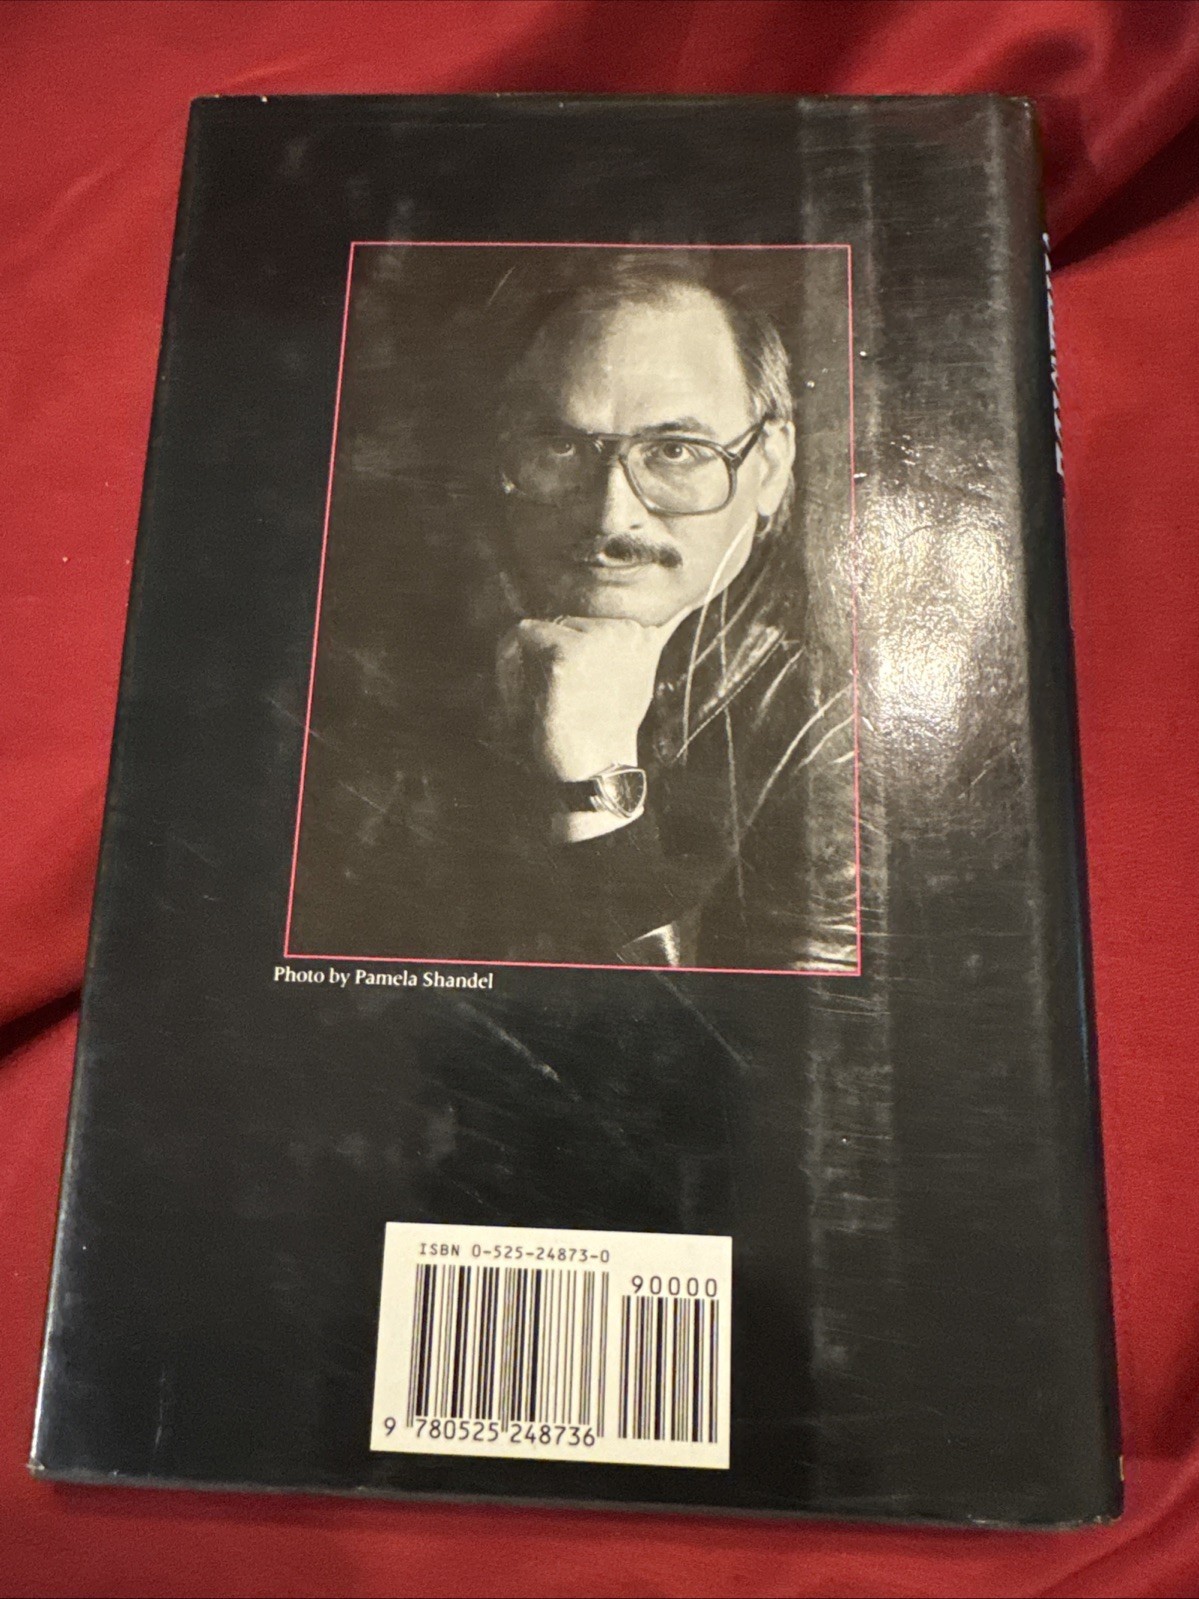 Photo by Pamela Shandel
ISBN 0-525-24873-0
90000
9 780525 248736